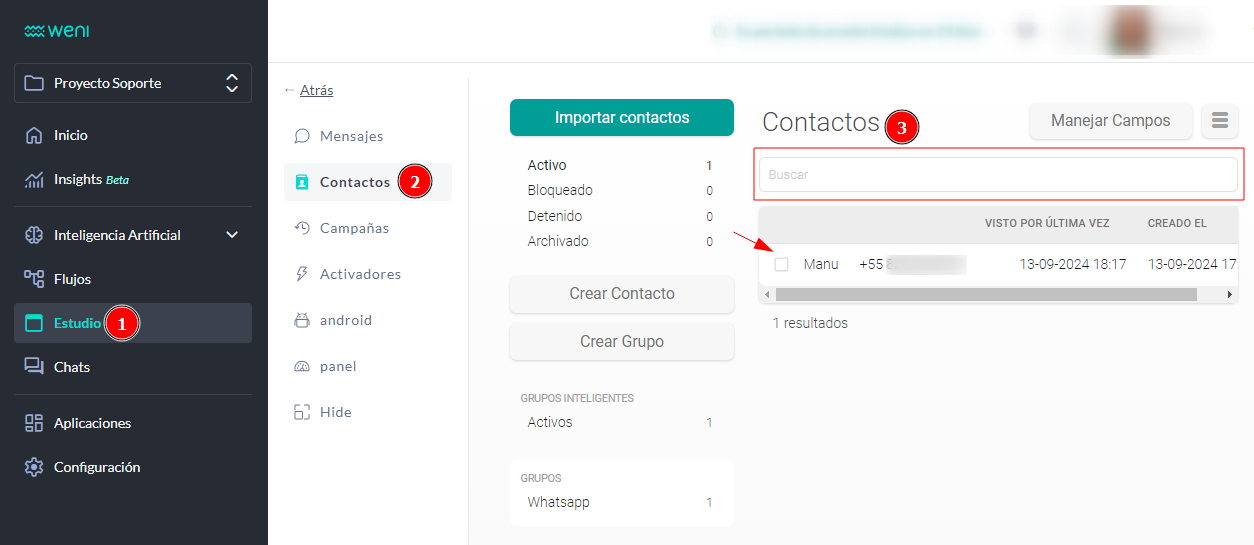 weni
Proyecto Soporte
Inicio
Insights Beta
Inteligencia Artificial
Flujos
Estudio 1
Chats
Aplicaciones
Configuración
← Atrás
Mensajes
Contactos 2
Campañas
Activadores
android
panel
Hide
Importar contactos
Activo 1
Bloqueado 0
Detenido 0
Archivado 0
Crear Contacto
Crear Grupo
GRUPOS INTELIGENTES
Activos 1
GRUPOS
Whatsapp 1
Contactos 3
Manejar Campos
Buscar
VISTO POR ÚLTIMA VEZ CREADO EL
Manu +55 13-09-2024 18:17 13-09-2024 17:
1 resultados